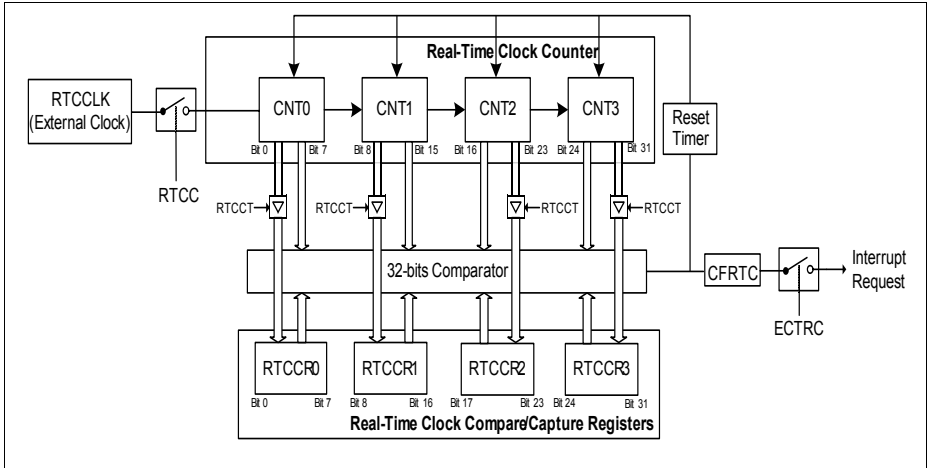 Real-Time Clock Counter
RTCCLK
(External Clock)
CNT0
CNT1
CNT2
CNT3
Reset
Timer
Bit 0
Bit 7
Bit 8
Bit 15
Bit 16
Bit 23
Bit 24
Bit 31
RTCC
RTCCT
RTCCT
RTCCT
RTCCT
32-bits Comparator
CFRTC
Interrupt
Request
ECTRC
RTCCR0
RTCCR1
RTCCR2
RTCCR3
Bit 0
Bit 7
Bit 8
Bit 16
Bit 17
Bit 23
Bit 24
Bit 31
Real-Time Clock Compare/Capture Registers